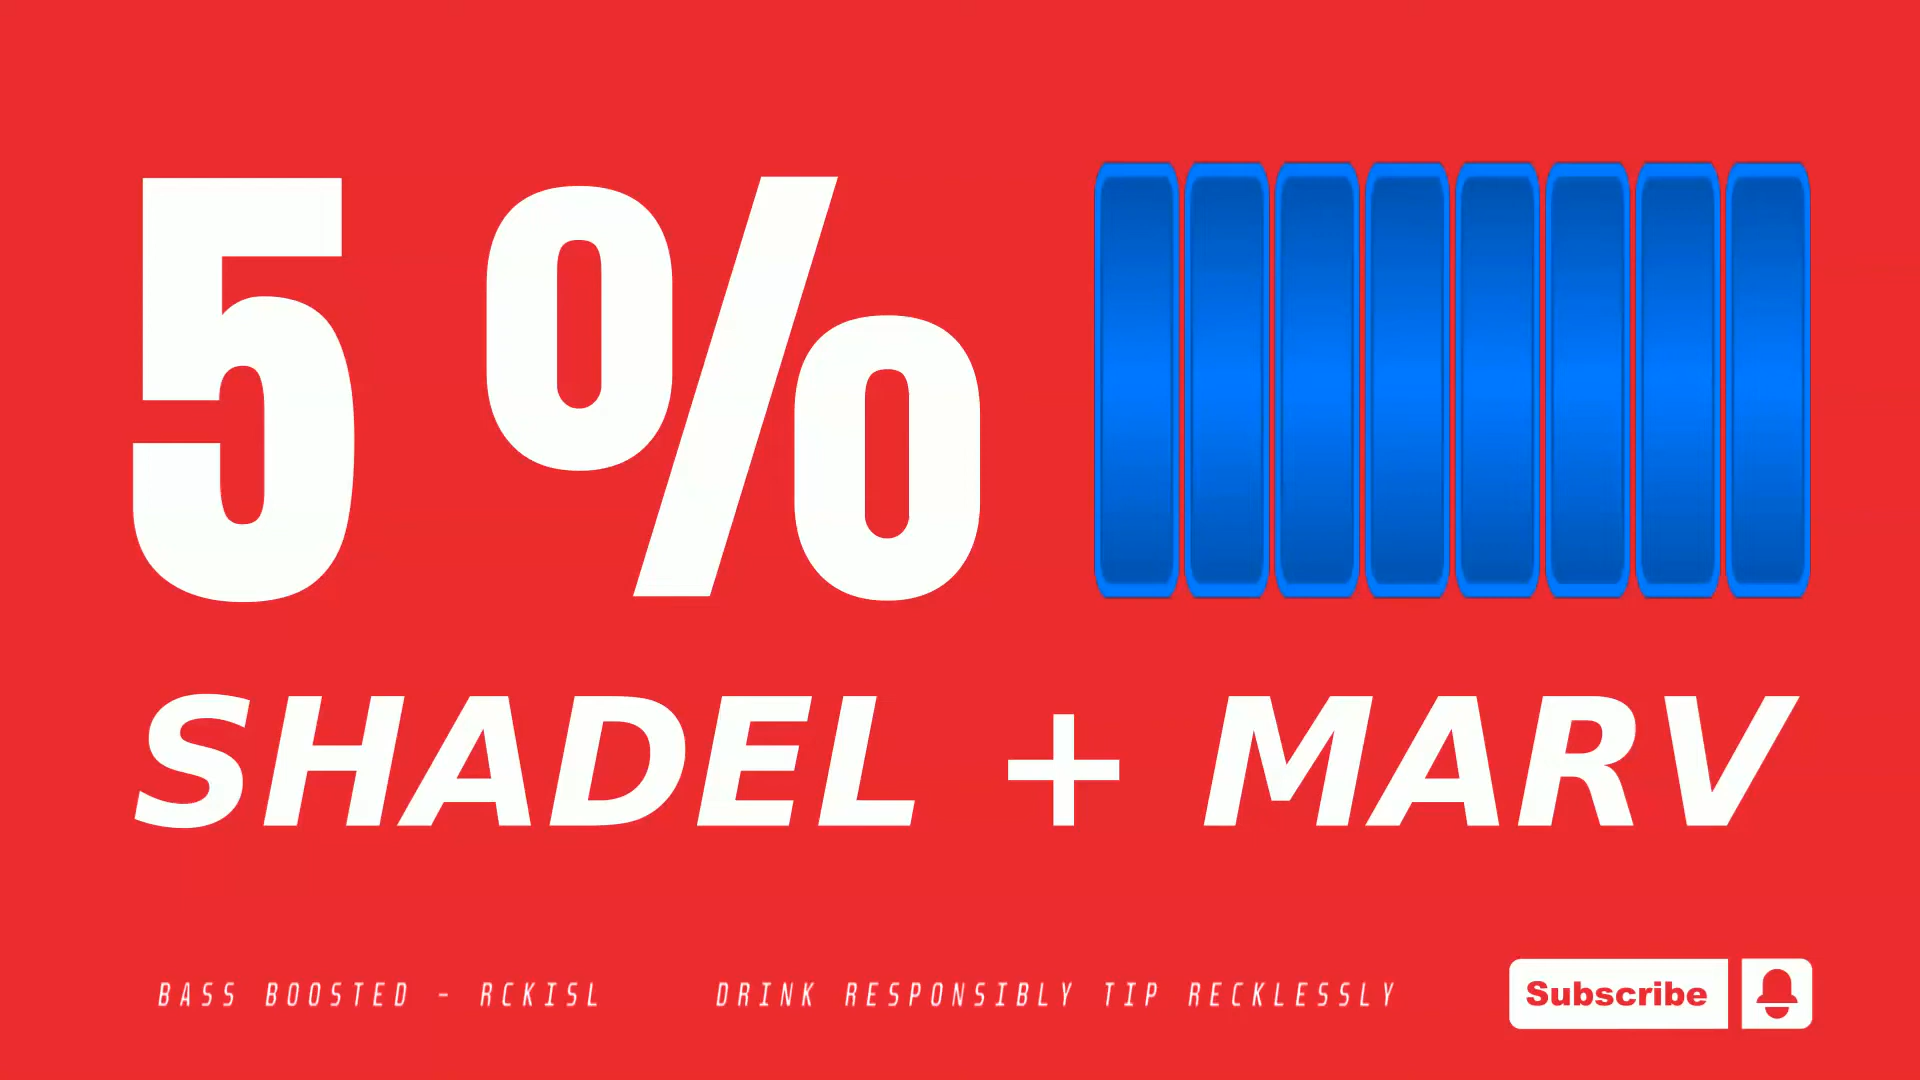 5 %
SHADEL + MARV
BASS BOOSTED - RCKISL
DRINK RESPONSIBLY TIP RECKLESSLY
Subscribe